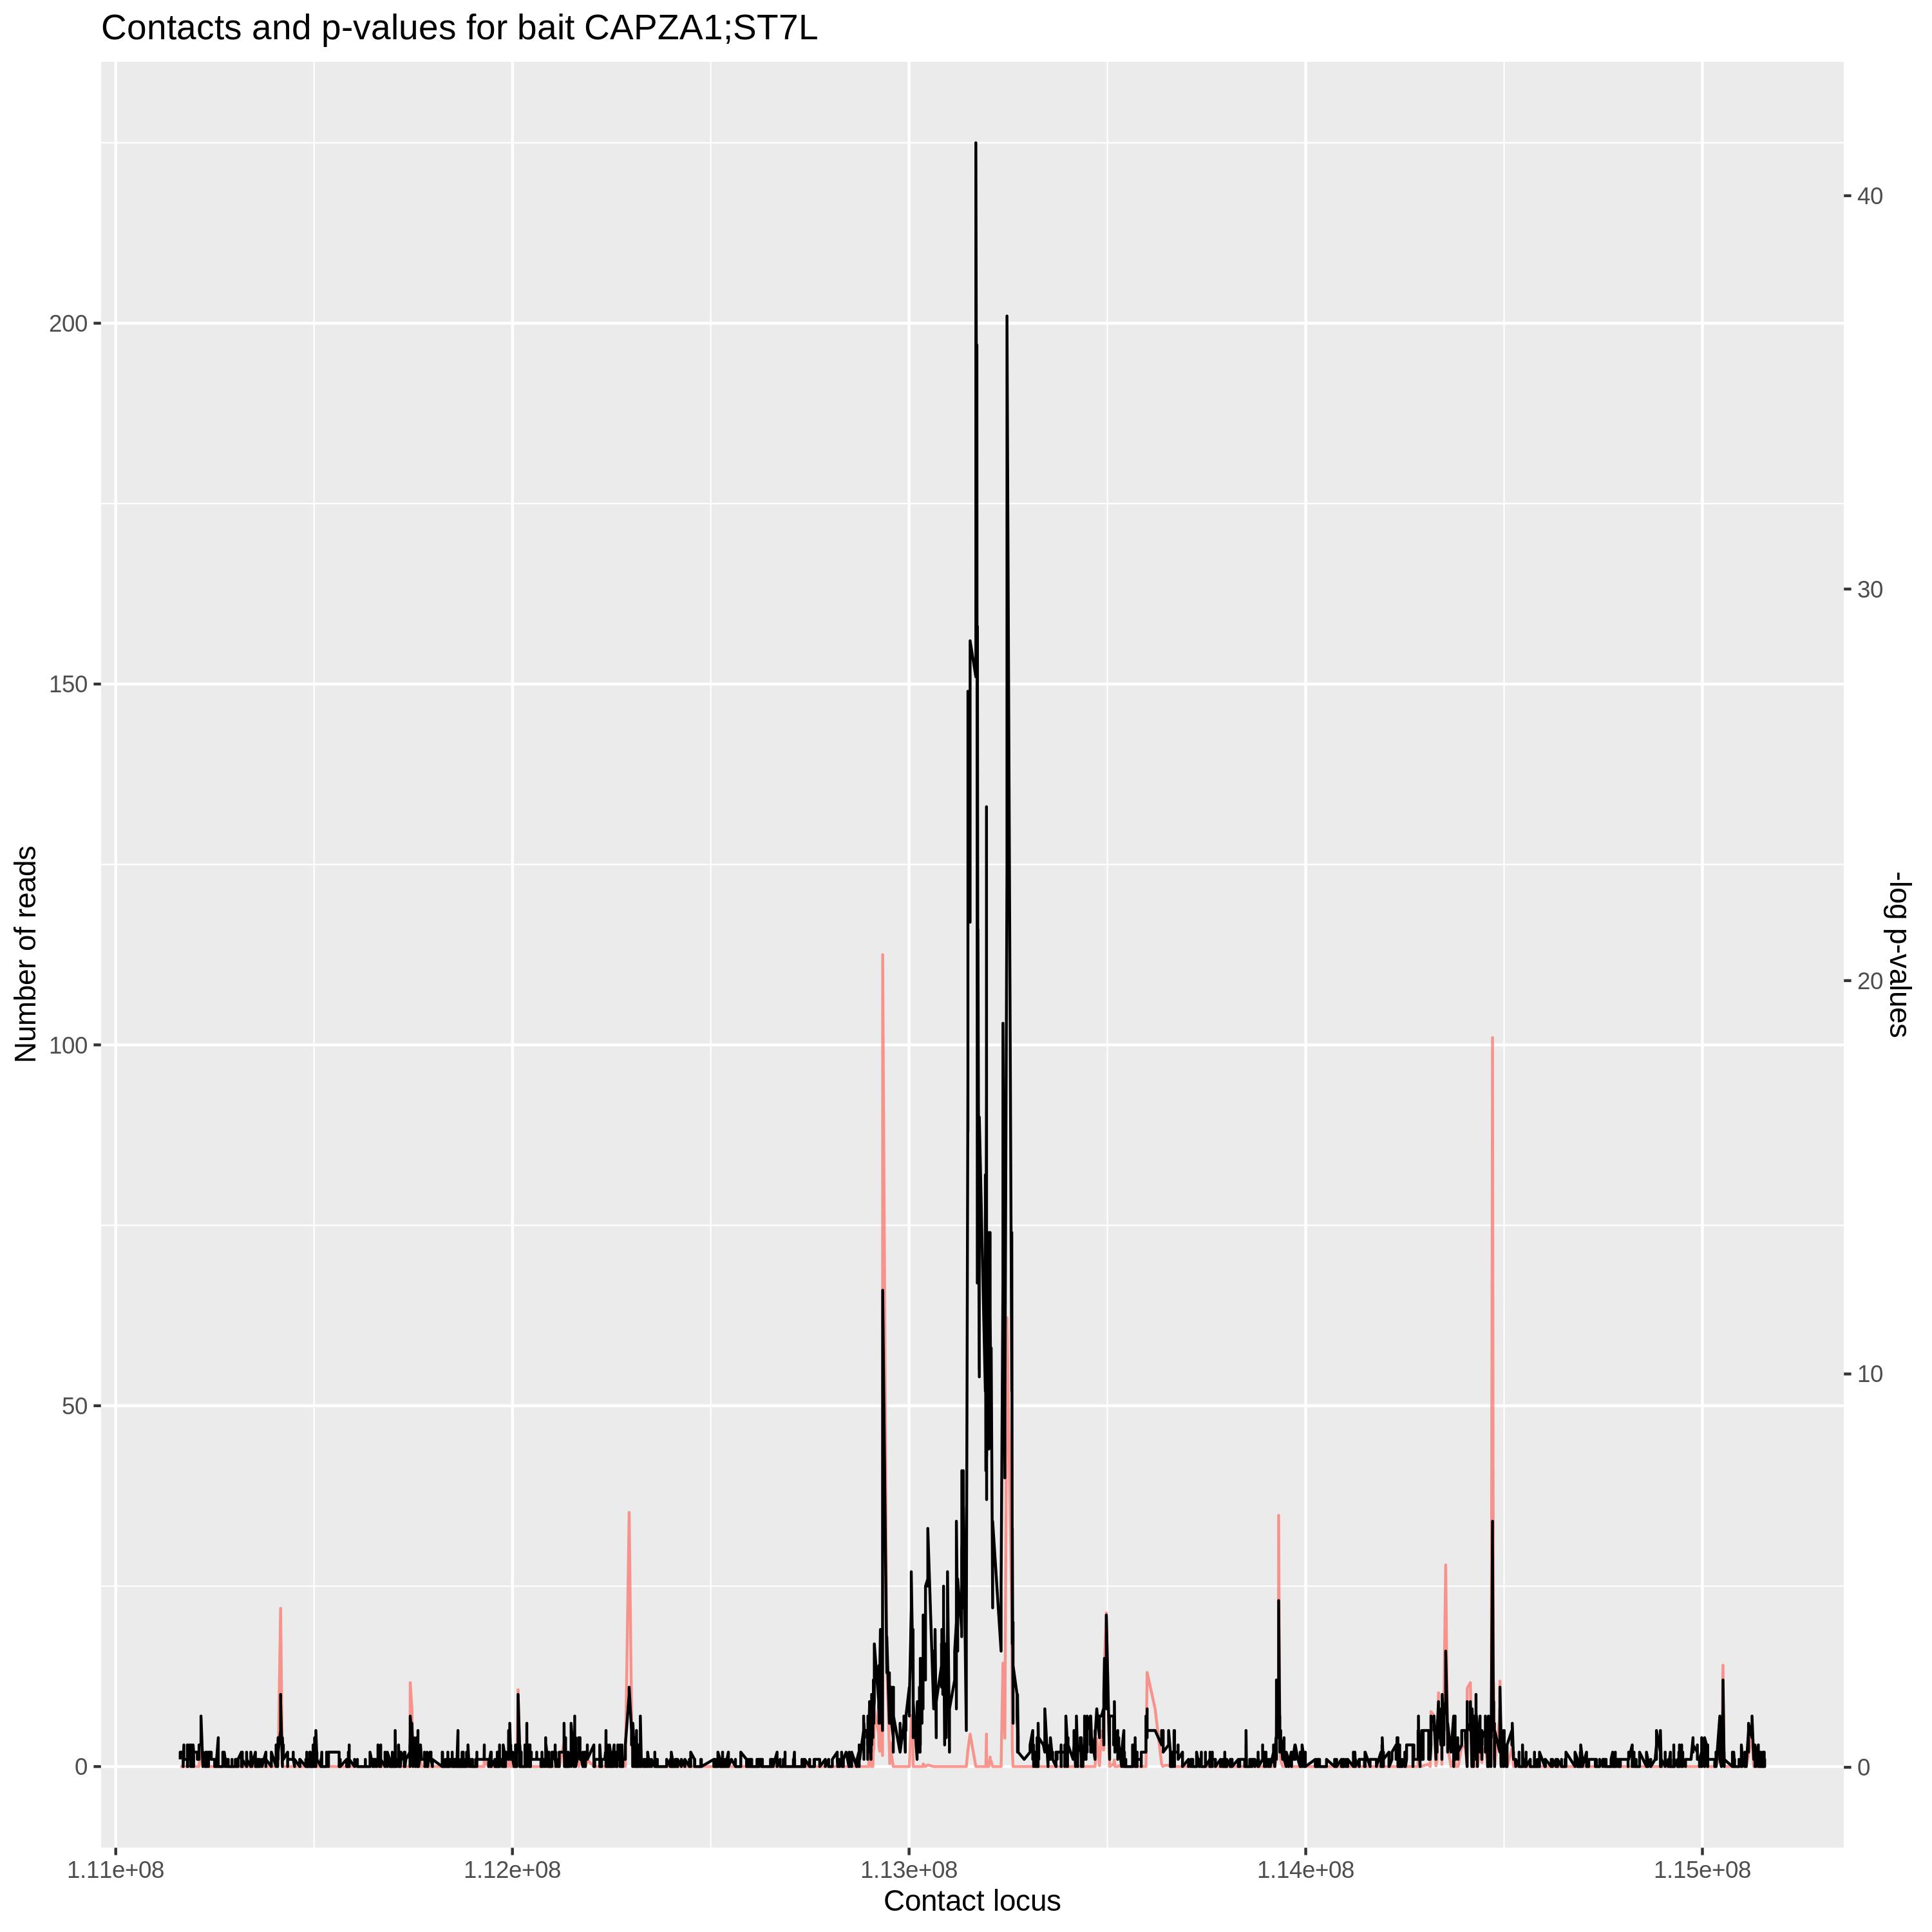 Contacts and p-values for bait CAPZA1;ST7L
Number of reads
200
150
100
50
0
40
30
20
10
0
-log p-values
1.11e+08 1.12e+08 1.13e+08 1.14e+08 1.15e+08
Contact locus